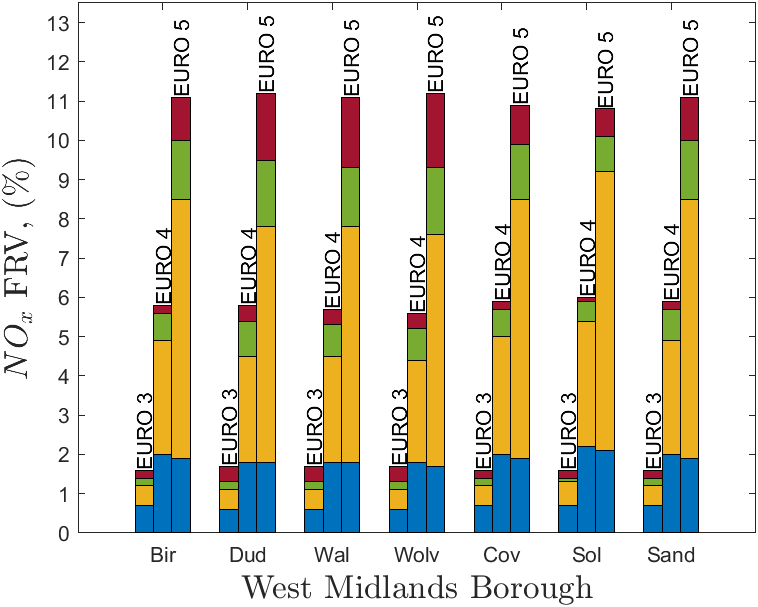 13
12
11
10
9
8
7
6
5
4
3
2
1
0
NOx FRV, (%)
EURO 3
EURO 4
EURO 5
EURO 3
EURO 4
EURO 5
EURO 3
EURO 4
EURO 5
EURO 3
EURO 4
EURO 5
EURO 3
EURO 4
EURO 5
EURO 3
EURO 4
EURO 5
EURO 3
EURO 4
EURO 5
Bir Dud Wal Wolv Cov Sol Sand
West Midlands Borough